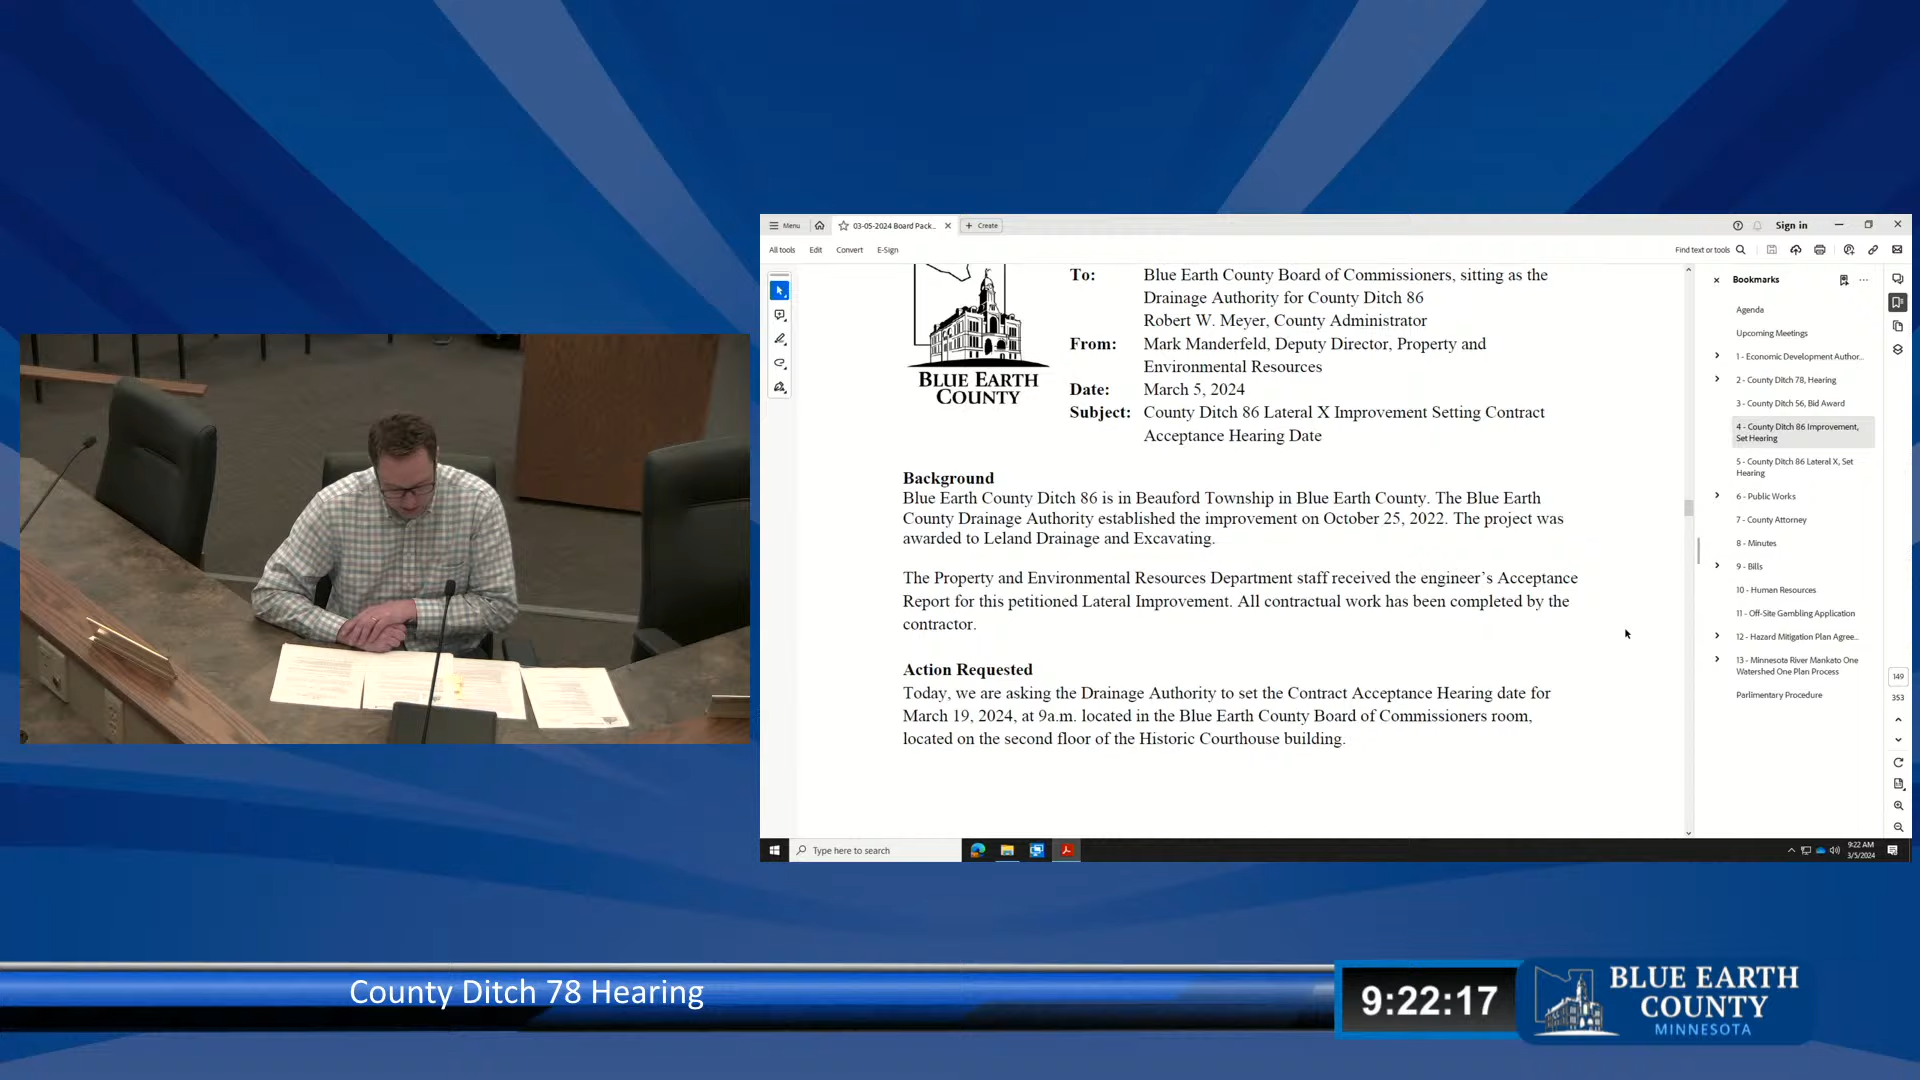 Menu
03-05-2024 Board Pack...
Create
Sign in
All tools
Edit
Convert
E-Sign
Find text or tools
BLUE EARTH
COUNTY
To: Blue Earth County Board of Commissioners, sitting as the
Drainage Authority for County Ditch 86
Robert W. Meyer, County Administrator
From: Mark Manderfeld, Deputy Director, Property and
Environmental Resources
Date: March 5, 2024
Subject: County Ditch 86 Lateral X Improvement Setting Contract
Acceptance Hearing Date
Background
Blue Earth County Ditch 86 is in Beauford Township in Blue Earth County. The Blue Earth
County Drainage Authority established the improvement on October 25, 2022. The project was
awarded to Leland Drainage and Excavating.
The Property and Environmental Resources Department staff received the engineer's Acceptance
Report for this petitioned Lateral Improvement. All contractual work has been completed by the
contractor.
Action Requested
Today, we are asking the Drainage Authority to set the Contract Acceptance Hearing date for
March 19, 2024, at 9a.m. located in the Blue Earth County Board of Commissioners room,
located on the second floor of the Historic Courthouse building.
Bookmarks
Agenda
Upcoming Meetings
1 - Economic Development Author...
2 - County Ditch 78, Hearing
3 - County Ditch 56, Bid Award
4 - County Ditch 86 Improvement,
Set Hearing
5 - County Ditch 86 Lateral X, Set
Hearing
6 - Public Works
7 - County Attorney
8 - Minutes
9 - Bills
10 - Human Resources
11 - Off-Site Gambling Application
12 - Hazard Mitigation Plan Agree...
13 - Minnesota River Mankato One
Watershed One Plan Process
Parlimentary Procedure
149
353
Type here to search
9:22 AM
3/5/2024
County Ditch 78 Hearing
9:22:17
BLUE EARTH
COUNTY
MINNESOTA